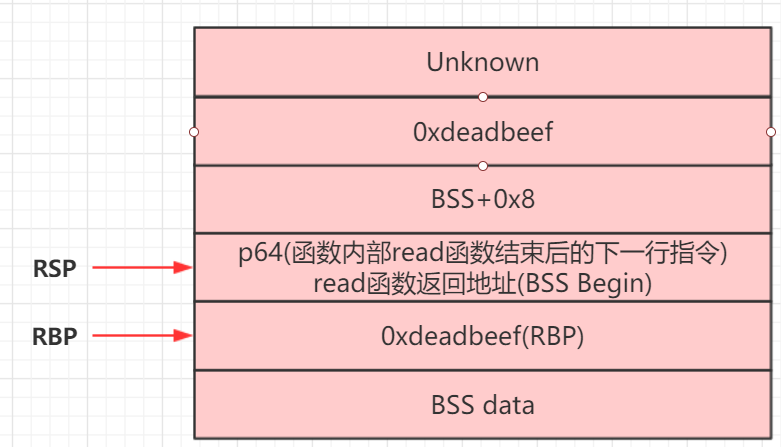 Unknown
0xdeadbeef
BSS+0x8
RSP
p64(函数内部read函数结束后的下一行指令)
read函数返回地址(BSS Begin)
RBP
0xdeadbeef(RBP)
BSS data